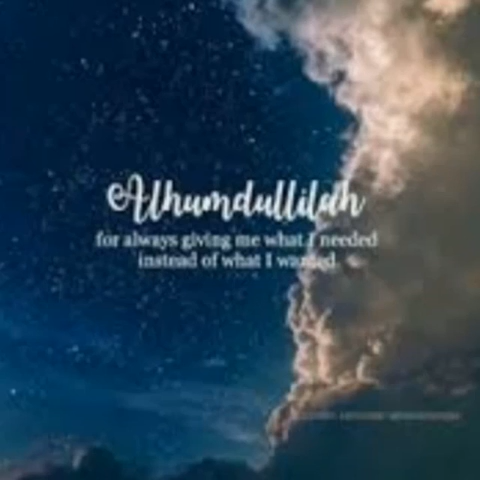 Alhumdullilah
for always giving me what I needed
instead of what I wanted